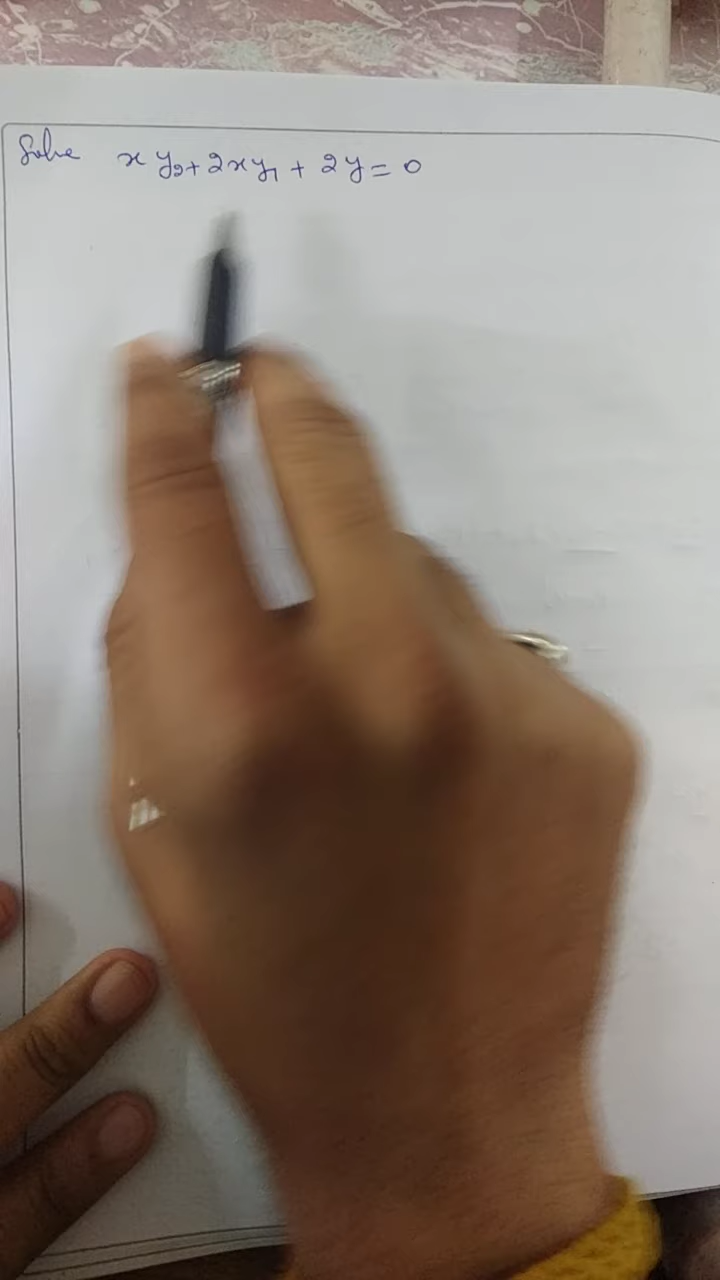 Solve x y₂ + 2xy₁ + 2y = 0